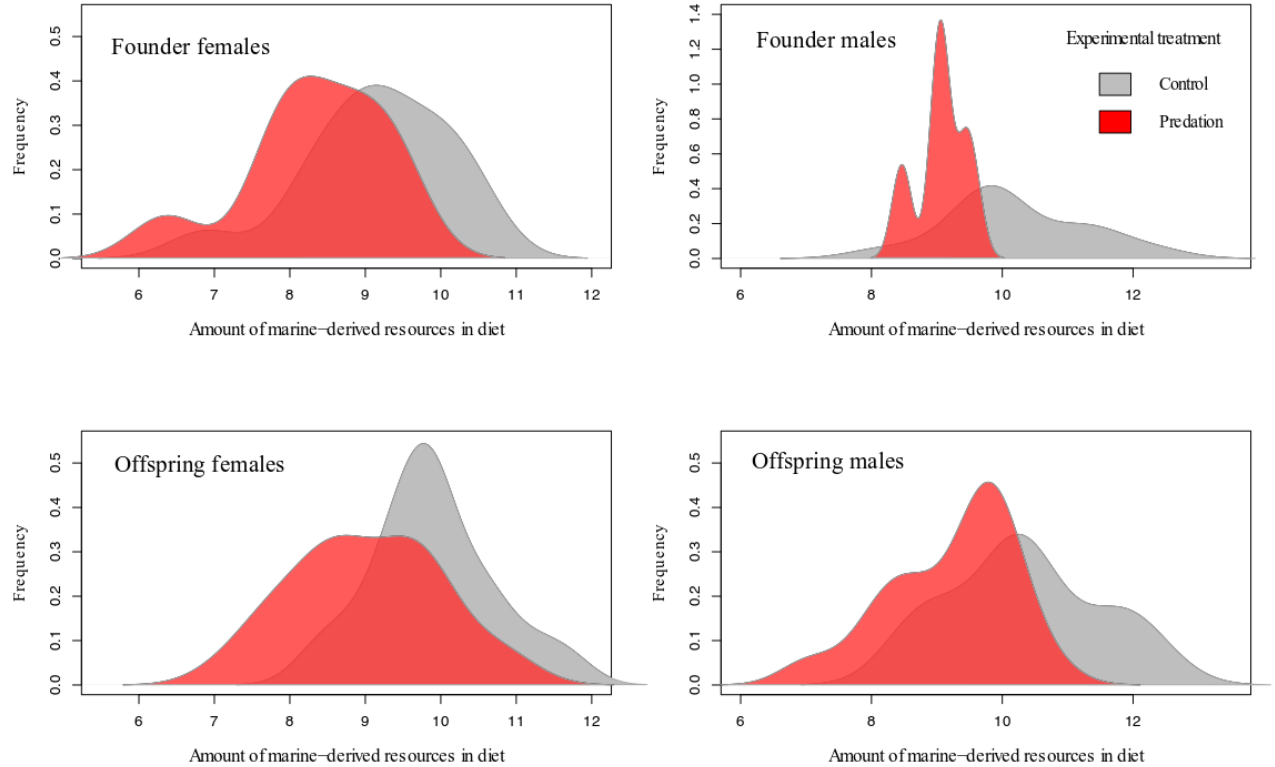 Founder females
0.5
0.4
0.3
0.2
0.1
0.0
Frequency
6 7 8 9 10 11 12
Amount of marine−derived resources in diet
Founder males
Experimental treatment
Control
Predation
1.4
1.2
1.0
0.8
0.6
0.4
0.2
0.0
Frequency
6 8 10 12
Amount of marine−derived resources in diet
Offspring females
0.5
0.4
0.3
0.2
0.1
0.0
Frequency
6 7 8 9 10 11 12
Amount of marine−derived resources in diet
Offspring males
0.5
0.4
0.3
0.2
0.1
0.0
Frequency
6 8 10 12
Amount of marine−derived resources in diet